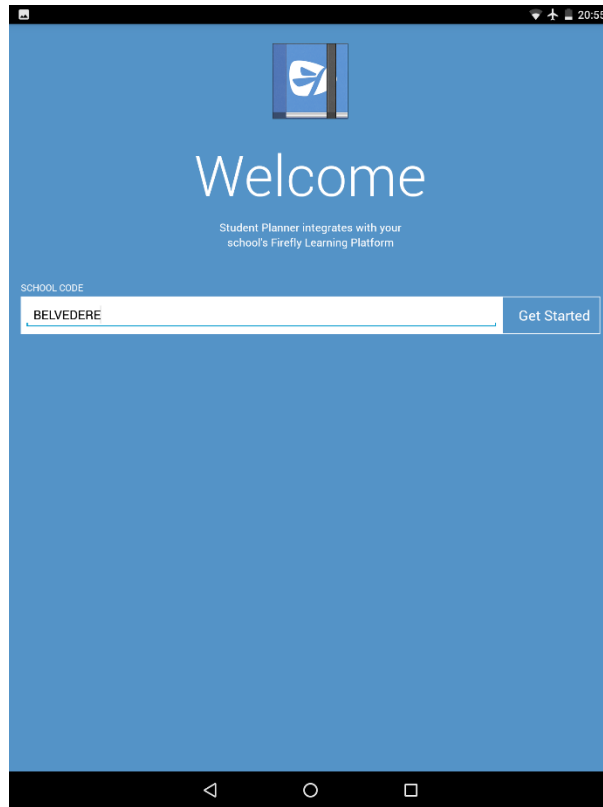 20:55
Welcome
Student Planner integrates with your
school's Firefly Learning Platform
SCHOOL CODE
BELVEDERE
Get Started